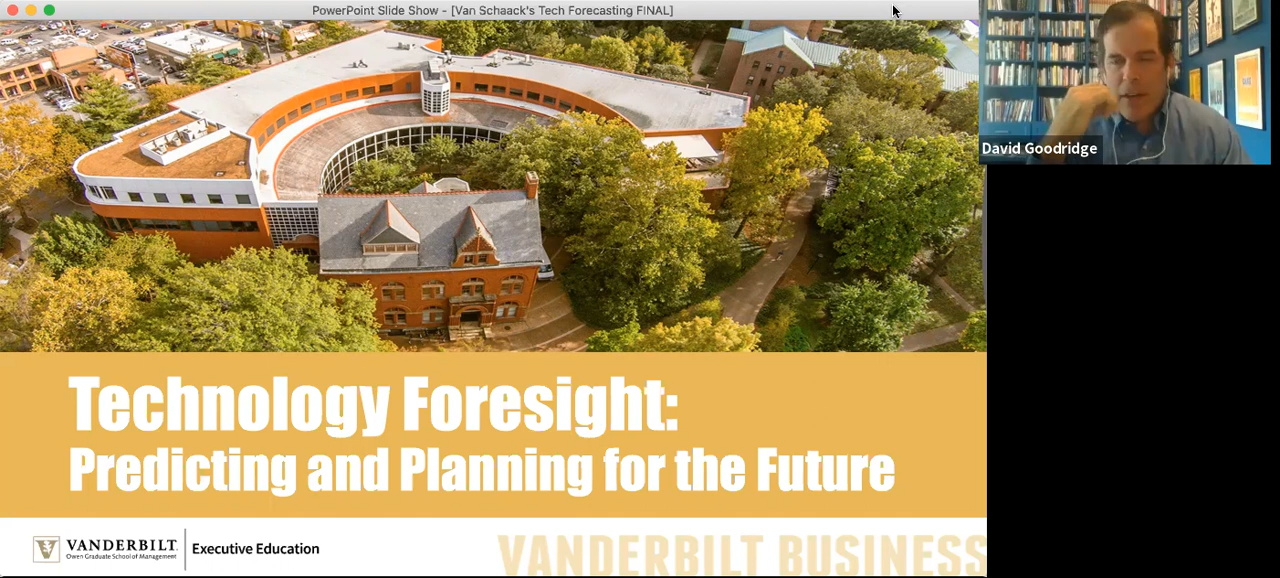 PowerPoint Slide Show - [Van Schaack's Tech Forecasting FINAL]
David Goodridge
Technology Foresight:
Predicting and Planning for the Future
V VANDERBILT
Owen Graduate School of Management
Executive Education
VANDERBILT BUSINESS